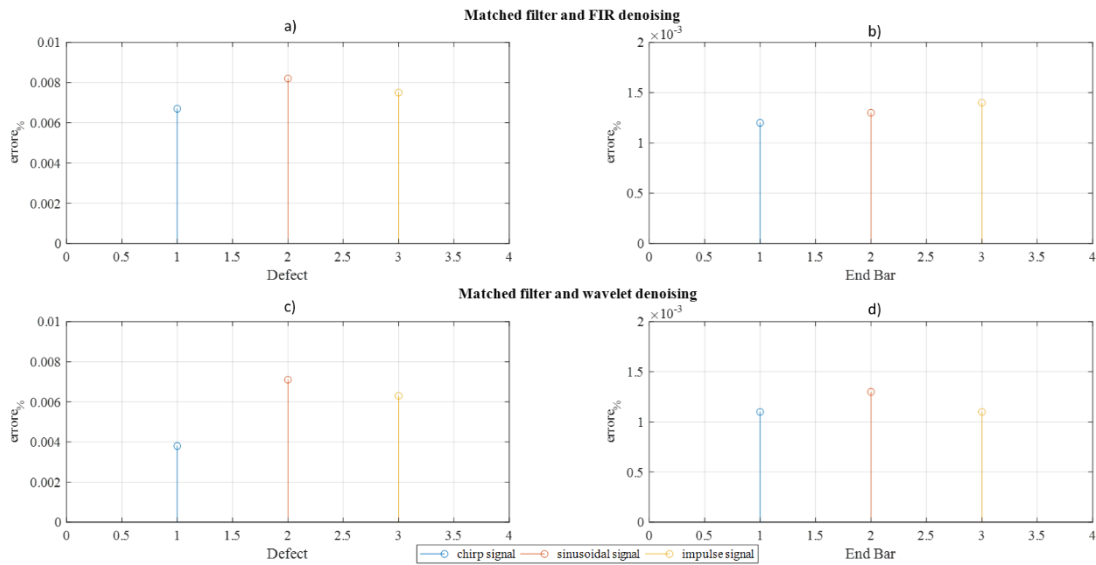 Matched filter and FIR denoising
a)
0.01
0.008
0.006
0.004
0.002
0
errore%
0 0.5 1 1.5 2 2.5 3 3.5 4
Defect
b)
×10-3
2
1.5
1
0.5
0
errore%
0 0.5 1 1.5 2 2.5 3 3.5 4
End Bar
Matched filter and wavelet denoising
c)
0.01
0.008
0.006
0.004
0.002
0
errore%
0 0.5 1 1.5 2 2.5 3 3.5 4
Defect
d)
×10-3
2
1.5
1
0.5
0
errore%
0 0.5 1 1.5 2 2.5 3 3.5 4
End Bar
chirp signal sinusoidal signal impulse signal